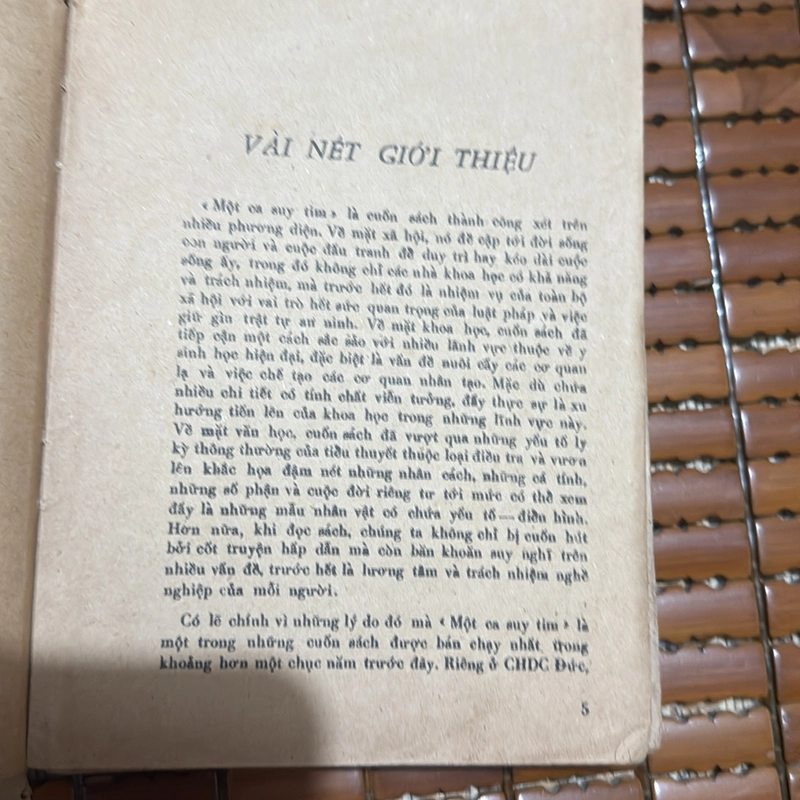 VÀI NÉT GIỚI THIỆU
« Một ca suy tim » là cuốn sách thành công xét trên
nhiều phương diện. Về mặt xã hội, nó đề cập tới đời sống
con người và cuộc đấu tranh để duy trì hay kéo dài cuộc
sống ấy, trong đó không chỉ các nhà khoa học có khả năng
và trách nhiệm, mà trước hết đó là nhiệm vụ của toàn bộ
xã hội với vai trò hết sức quan trọng của luật pháp và việc
giữ gìn trật tự an ninh. Về mặt khoa học, cuốn sách đã
tiếp cận một cách sắc sảo với nhiều lãnh vực thuộc về y
sinh học hiện đại, đặc biệt là vấn đề nuôi cấy các cơ quan
lạ và việc chế tạo các cơ quan nhân tạo. Mặc dù chứa
nhiều chi tiết có tính chất viễn tưởng, đấy thực sự là xu
hướng tiến lên của khoa học trong những lĩnh vực này.
Về mặt văn học, cuốn sách đã vượt qua những yếu tố ly
kỳ thông thường của tiểu thuyết thuộc loại điều tra và vươn
lên khắc họa đậm nét những nhân cách, những cá tính,
những số phận và cuộc đời riêng tư tới mức có thể xem
đấy là những mẫu nhân vật có chứa yếu tố — điển hình.
Hơn nữa, khi đọc sách, chúng ta không chỉ bị cuốn hút
bởi cốt truyện hấp dẫn mà còn băn khoăn suy nghĩ trên
nhiều vấn đề, trước hết là lương tâm và trách nhiệm nghề
nghiệp của mỗi người.
Có lẽ chính vì những lý do đó mà « Một ca suy tim » là
một trong những cuốn sách được bán chạy nhất trong
khoảng hơn một chục năm trước đây. Riêng ở CHDC Đức,
5